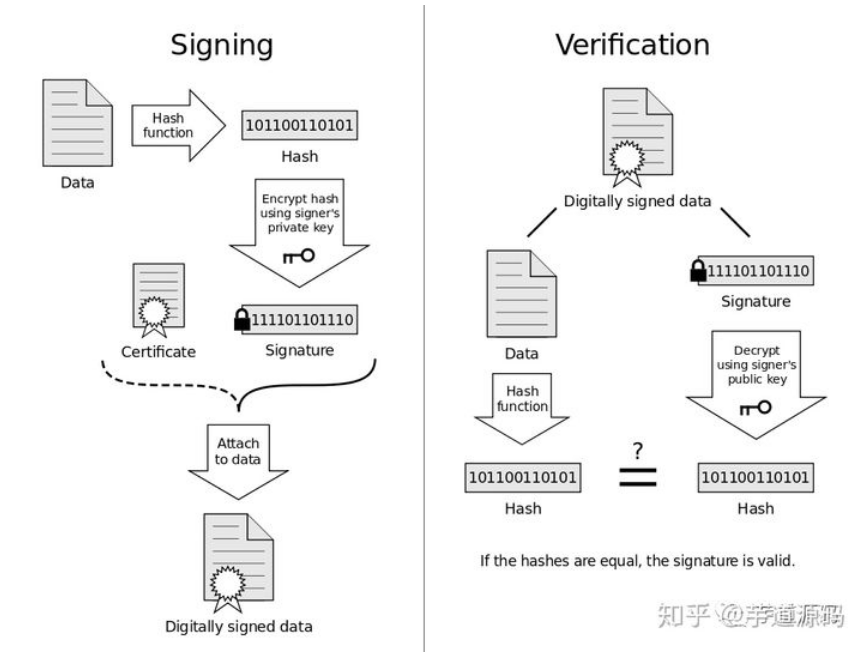 Signing
Data
Hash
function
101100110101
Hash
Encrypt hash
using signer's
private key
Certificate
111101101110
Signature
Attach
to data
Digitally signed data
Verification
Digitally signed data
Data
111101101110
Signature
Hash
function
Decrypt
using signer's
public key
101100110101
Hash
?
=
101100110101
Hash
If the hashes are equal, the signature is valid.
知乎 @芋道源码